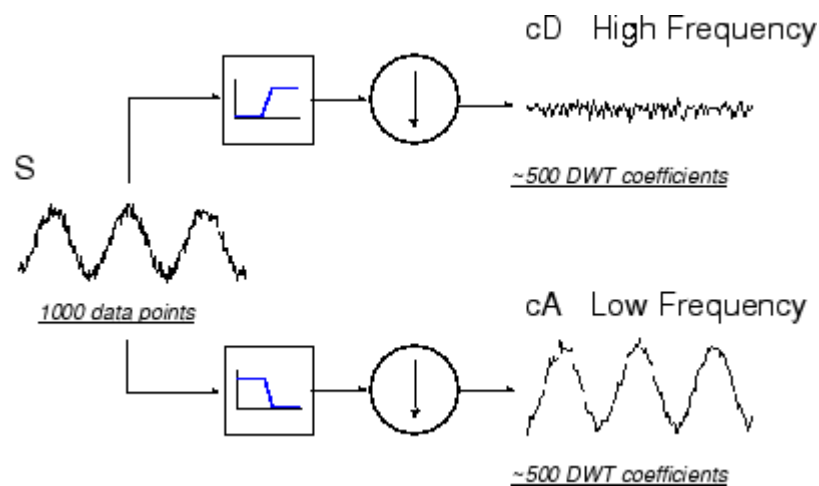 cD High Frequency
~500 DWT coefficients
S
1000 data points
cA Low Frequency
~500 DWT coefficients